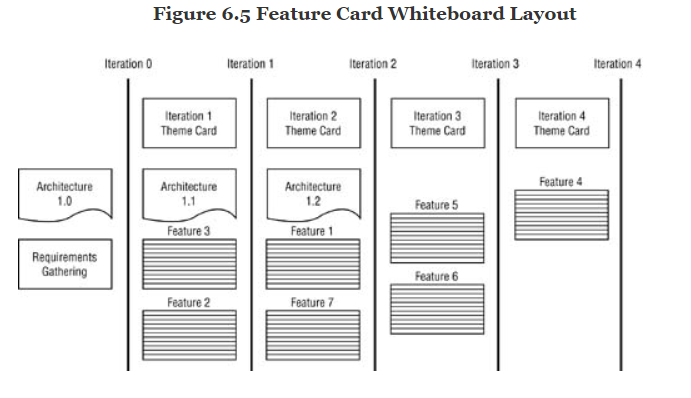 Figure 6.5 Feature Card Whiteboard Layout
Iteration 0
Iteration 1
Iteration 2
Iteration 3
Iteration 4
Iteration 1
Theme Card
Iteration 2
Theme Card
Iteration 3
Theme Card
Iteration 4
Theme Card
Architecture
1.0
Architecture
1.1
Architecture
1.2
Feature 5
Feature 4
Requirements
Gathering
Feature 3
Feature 1
Feature 6
Feature 2
Feature 7